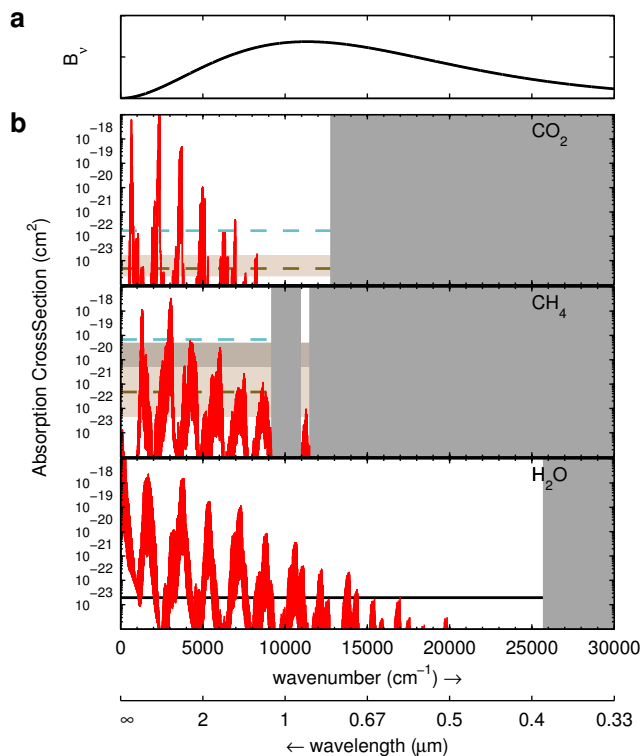 a
B_ν
b
CO₂
10⁻¹⁸
10⁻¹⁹
10⁻²⁰
10⁻²¹
10⁻²²
10⁻²³
Absorption CrossSection (cm²)
CH₄
10⁻¹⁸
10⁻¹⁹
10⁻²⁰
10⁻²¹
10⁻²²
10⁻²³
H₂O
10⁻¹⁸
10⁻¹⁹
10⁻²⁰
10⁻²¹
10⁻²²
10⁻²³
0 5000 10000 15000 20000 25000 30000
wavenumber (cm⁻¹) →
∞ 2 1 0.67 0.5 0.4 0.33
← wavelength (μm)